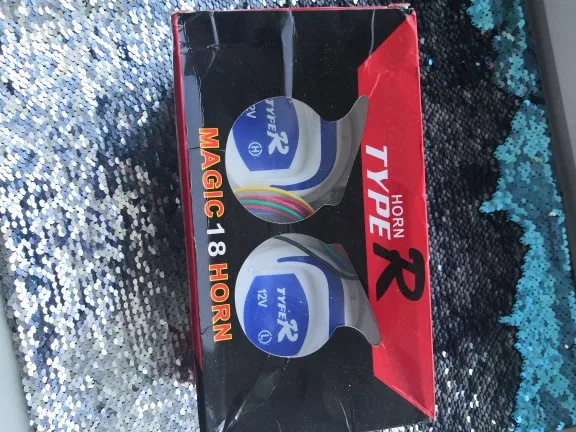 HORN
TYPE R
TYPE R
12V
H
TYPE R
12V
L
MAGIC 18 HORN